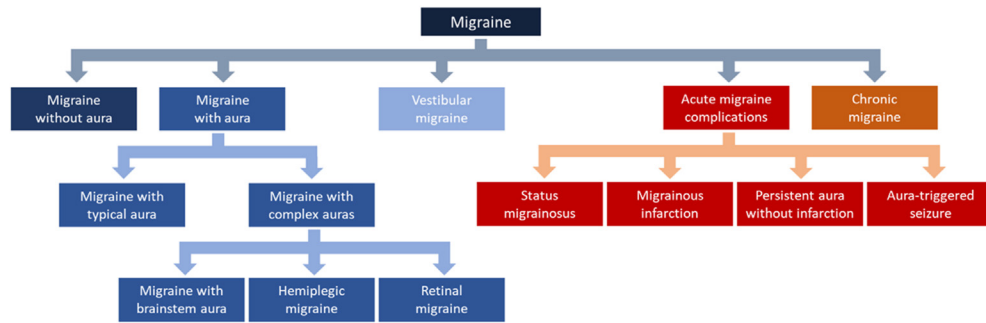 Migraine
Migraine
without aura
Migraine
with aura
Vestibular
migraine
Acute migraine
complications
Chronic
migraine
Migraine with
typical aura
Migraine with
complex auras
Status
migrainosus
Migrainous
infarction
Persistent aura
without infarction
Aura-triggered
seizure
Migraine with
brainstem aura
Hemiplegic
migraine
Retinal
migraine